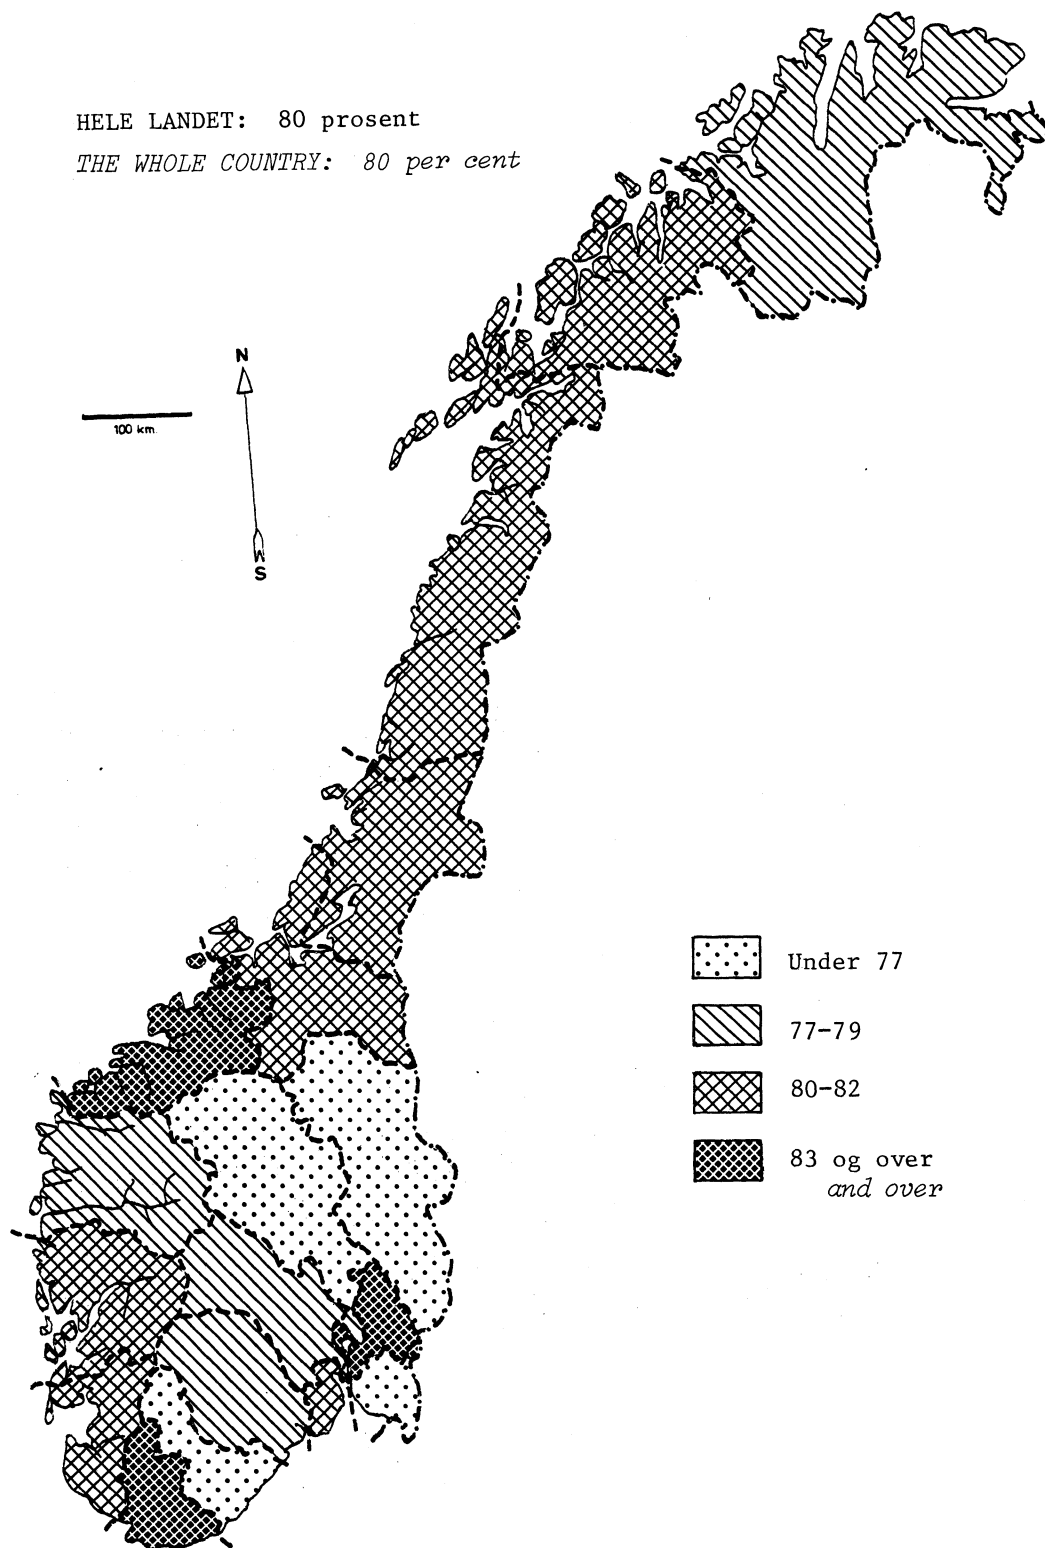 HELE LANDET: 80 prosent
THE WHOLE COUNTRY: 80 per cent
N
100 km.
S
Under 77
77-79
80-82
83 og over
and over